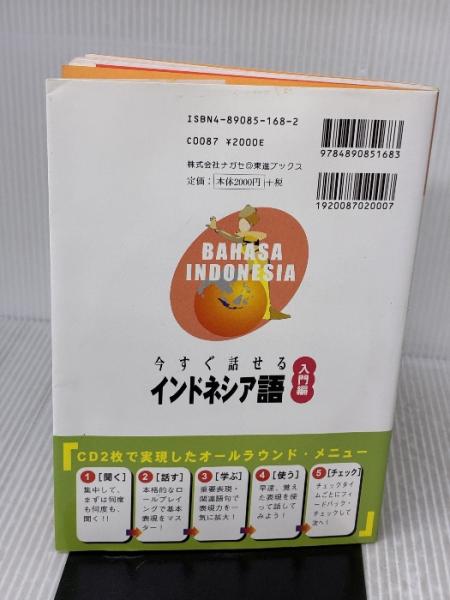 ISBN4-89085-168-2
C0087 ¥2000E
株式会社ナガセ◎東進ブックス
定価：本体2000円＋税
9784890851683
1920087020007
BAHASA
INDONESIA
今すぐ話せる
インドネシア語
入門編
CD2枚で実現したオールラウンド・メニュー
1［聞く］
集中して、
まずは何度
も何度も、
聞く！！
2［話す］
本格的なロ
ールプレイ
ングで基本
表現をマス
ター！
3［学ぶ］
重要表現・
関連語句で
表現力を一
気に拡大！
4［使う］
早速、覚え
た表現を使
って話して
みよう！
5［チェック］
チェックタイ
ムごとにフィ
ードバック・
チェックして
次へ！